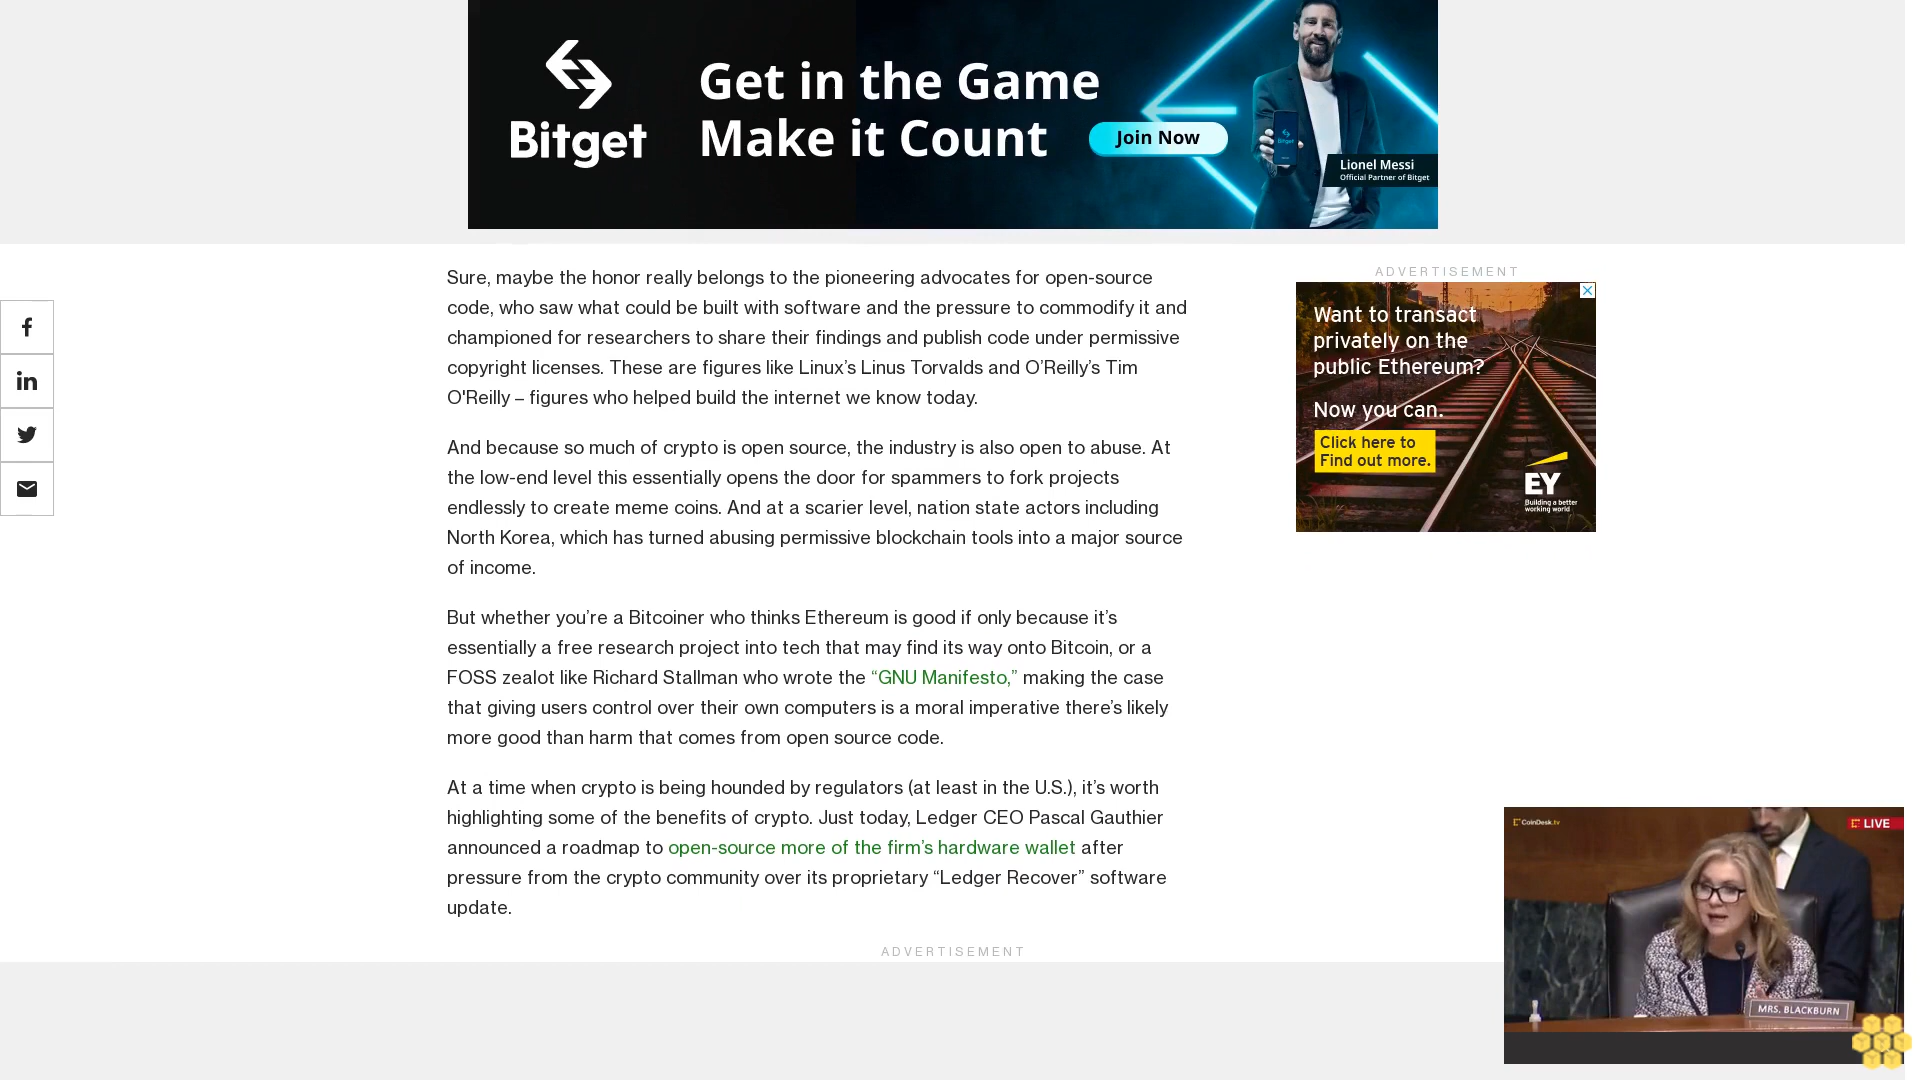 Bitget
Get in the Game
Make it Count
Join Now
Lionel Messi
Official Partner of Bitget
Sure, maybe the honor really belongs to the pioneering advocates for open-source
code, who saw what could be built with software and the pressure to commodify it and
championed for researchers to share their findings and publish code under permissive
copyright licenses. These are figures like Linux’s Linus Torvalds and O’Reilly’s Tim
O'Reilly – figures who helped build the internet we know today.
And because so much of crypto is open source, the industry is also open to abuse. At
the low-end level this essentially opens the door for spammers to fork projects
endlessly to create meme coins. And at a scarier level, nation state actors including
North Korea, which has turned abusing permissive blockchain tools into a major source
of income.
But whether you’re a Bitcoiner who thinks Ethereum is good if only because it’s
essentially a free research project into tech that may find its way onto Bitcoin, or a
FOSS zealot like Richard Stallman who wrote the “GNU Manifesto,” making the case
that giving users control over their own computers is a moral imperative there’s likely
more good than harm that comes from open source code.
At a time when crypto is being hounded by regulators (at least in the U.S.), it’s worth
highlighting some of the benefits of crypto. Just today, Ledger CEO Pascal Gauthier
announced a roadmap to open-source more of the firm’s hardware wallet after
pressure from the crypto community over its proprietary “Ledger Recover” software
update.
ADVERTISEMENT
ADVERTISEMENT
Want to transact
privately on the
public Ethereum?
Now you can.
Click here to
Find out more.
EY
Building a better
working world
CoinDesk.tv
LIVE
MRS. BLACKBURN